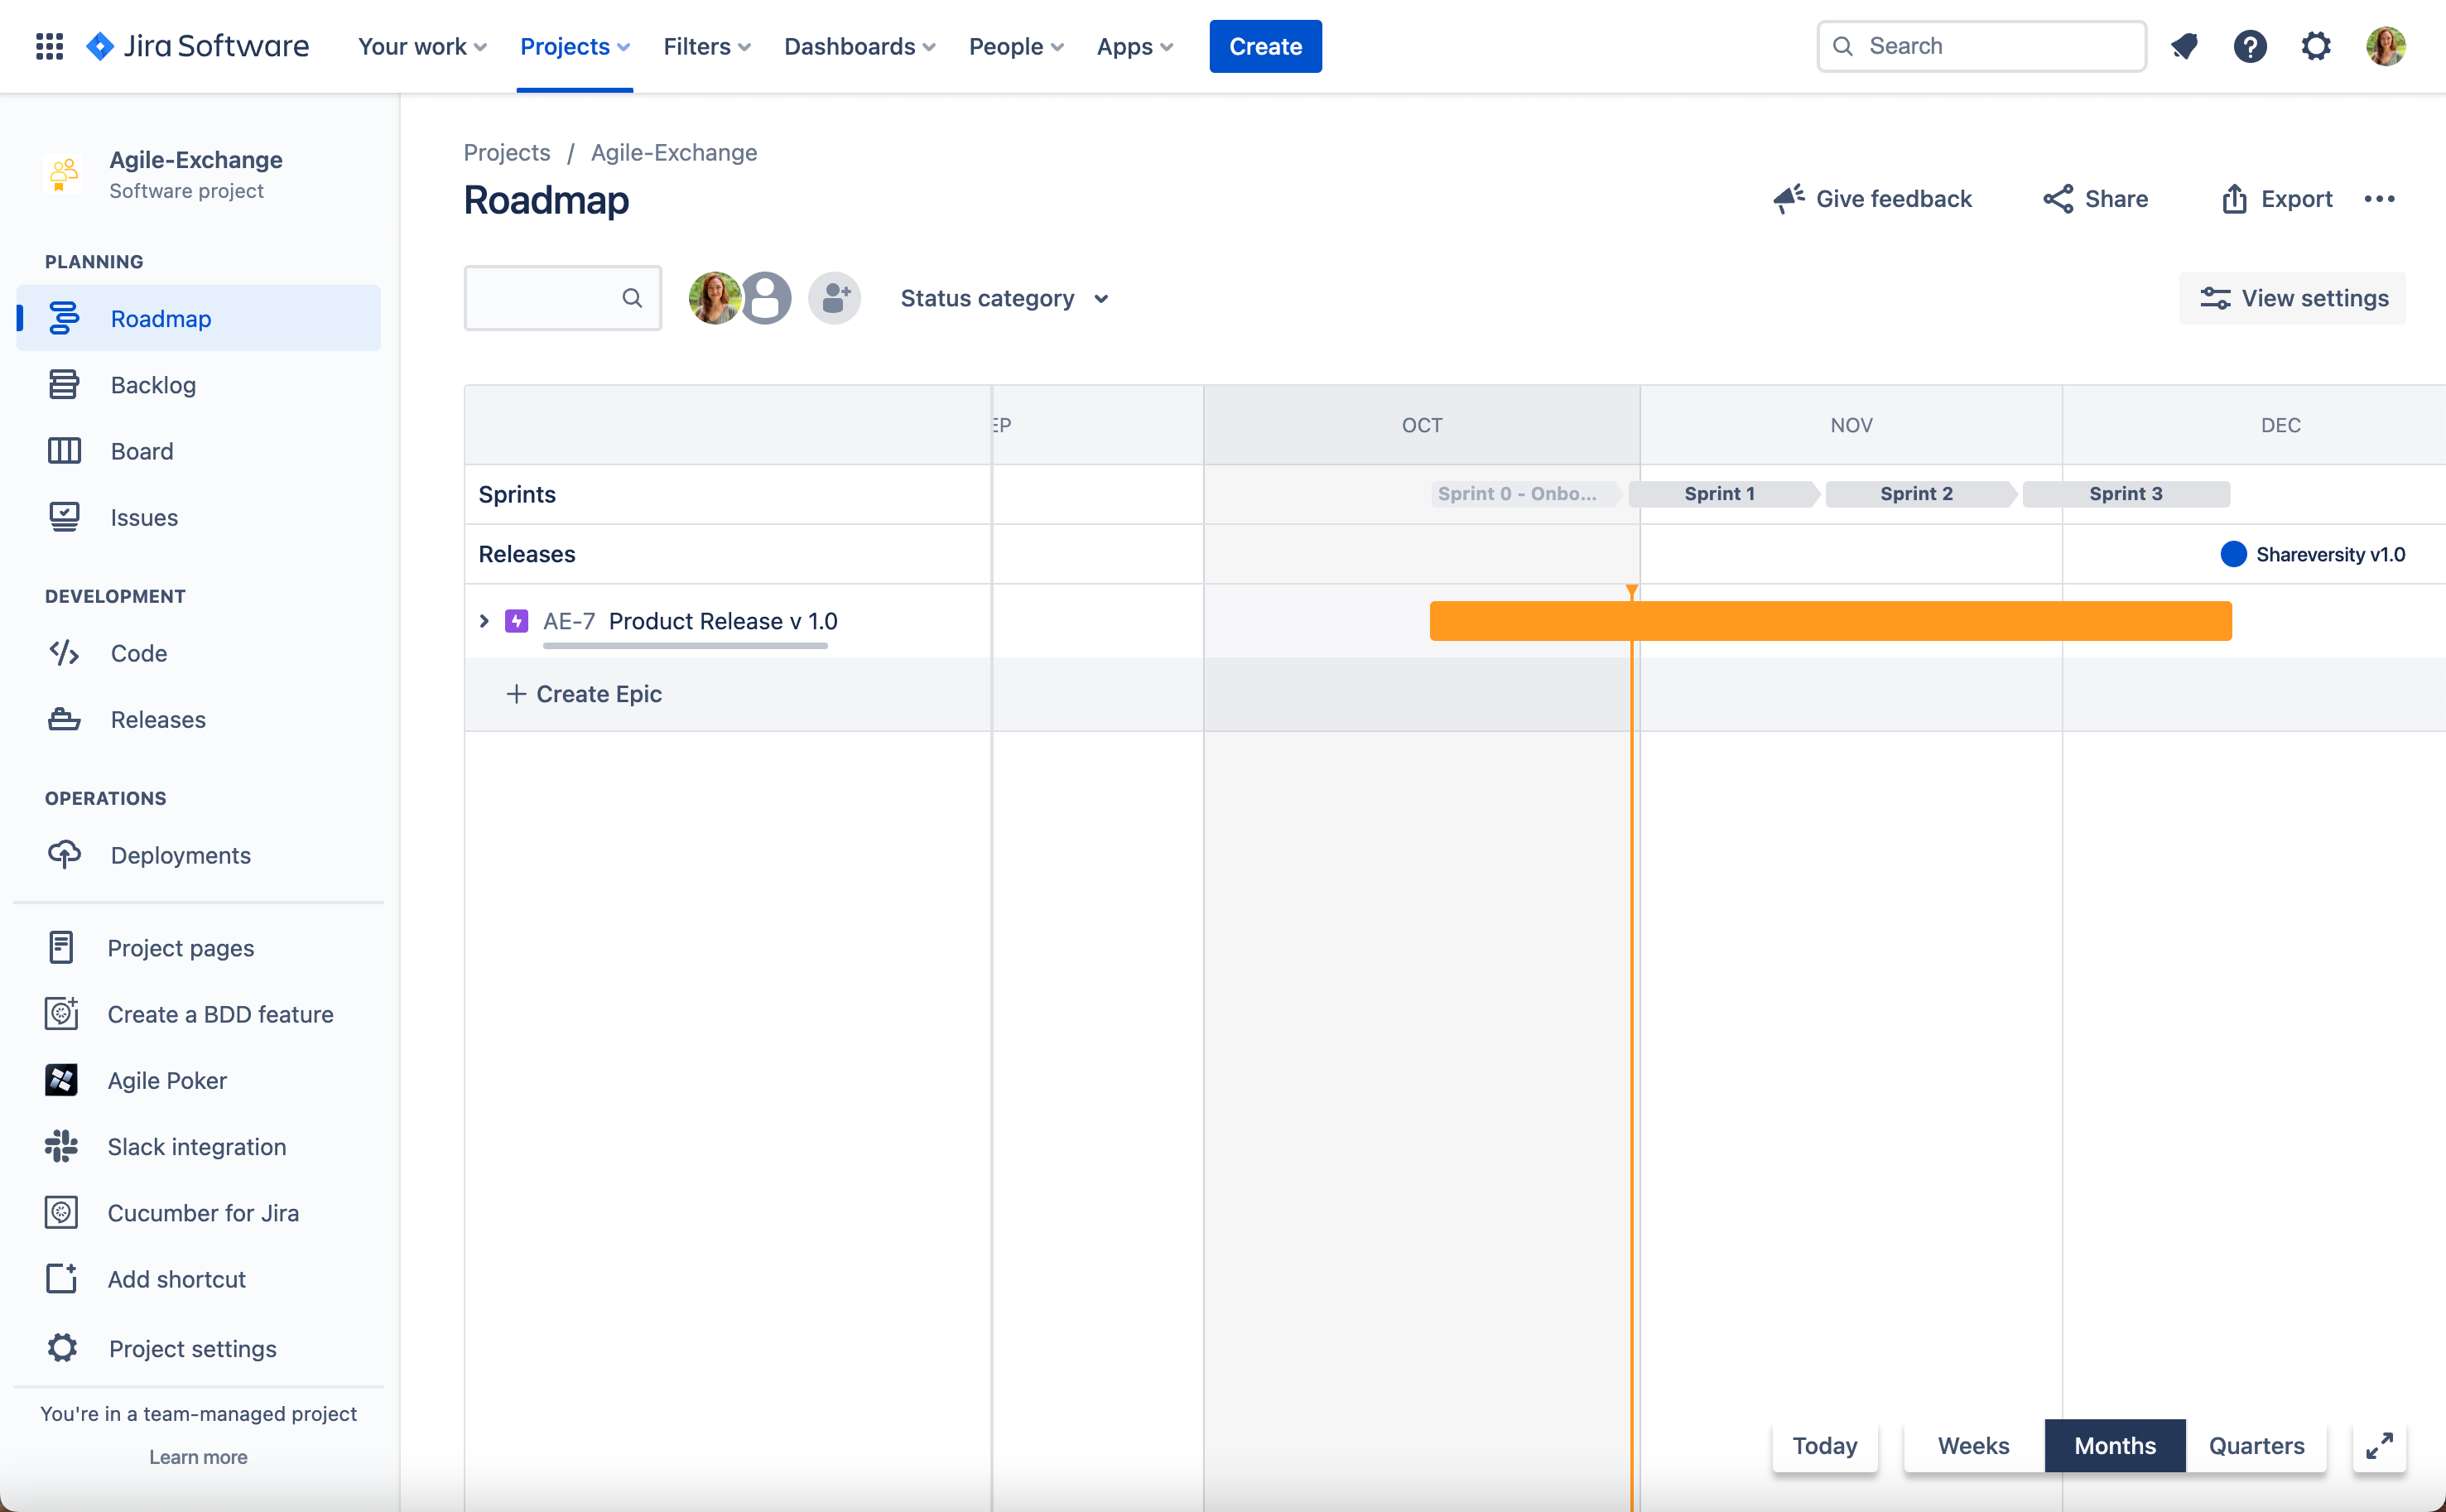 Jira Software
Your work
Projects
Filters
Dashboards
People
Apps
Create
Search
Agile-Exchange
Software project
PLANNING
Roadmap
Backlog
Board
Issues
DEVELOPMENT
Code
Releases
OPERATIONS
Deployments
Project pages
Create a BDD feature
Agile Poker
Slack integration
Cucumber for Jira
Add shortcut
Project settings
You're in a team-managed project
Learn more
Projects / Agile-Exchange
Roadmap
Give feedback
Share
Export
Status category
View settings
EP
OCT
NOV
DEC
Sprints
Sprint 0 - Onbo...
Sprint 1
Sprint 2
Sprint 3
Releases
Shareversity v1.0
AE-7 Product Release v 1.0
+ Create Epic
Today
Weeks
Months
Quarters